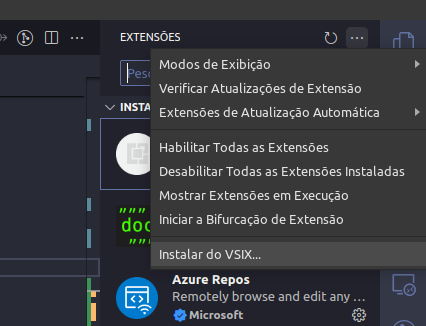 EXTENSÕES
Pesq
Modos de Exibição
Verificar Atualizações de Extensão
Extensões de Atualização Automática
INSTA
Habilitar Todas as Extensões
Desabilitar Todas as Extensões Instaladas
Mostrar Extensões em Execução
Iniciar a Bifurcação de Extensão
"""
doc
"""
Instalar do VSIX...
Azure Repos
Remotely browse and edit any ...
Microsoft